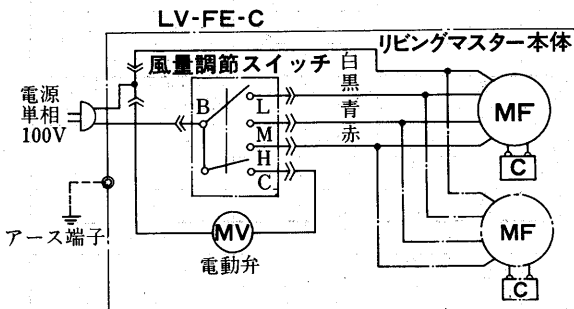 LV-FE-C
リビングマスター本体
風量調節スイッチ
白
黒
青
赤
電源
単相
100V
B
L
M
H
C
MF
C
アース端子
MV
電動弁
MF
C